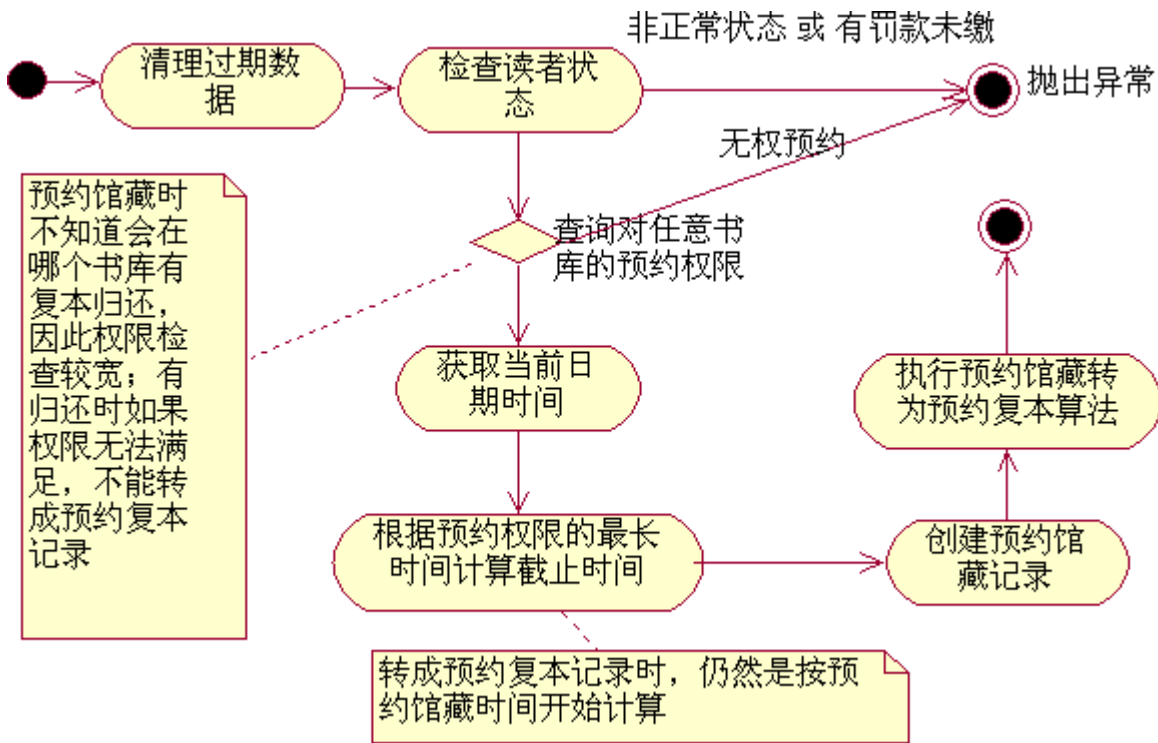 非正常状态 或 有罚款未缴
清理过期数
据
检查读者状
态
抛出异常
无权预约
预约馆藏时
不知道会在
哪个书库有
复本归还，
因此权限检
查较宽；有
归还时如果
权限无法满
足，不能转
成预约复本
记录
查询对任意书
库的预约权限
获取当前日
期时间
执行预约馆藏转
为预约复本算法
根据预约权限的最长
时间计算截止时间
创建预约馆
藏记录
转成预约复本记录时，仍然是按预
约馆藏时间开始计算